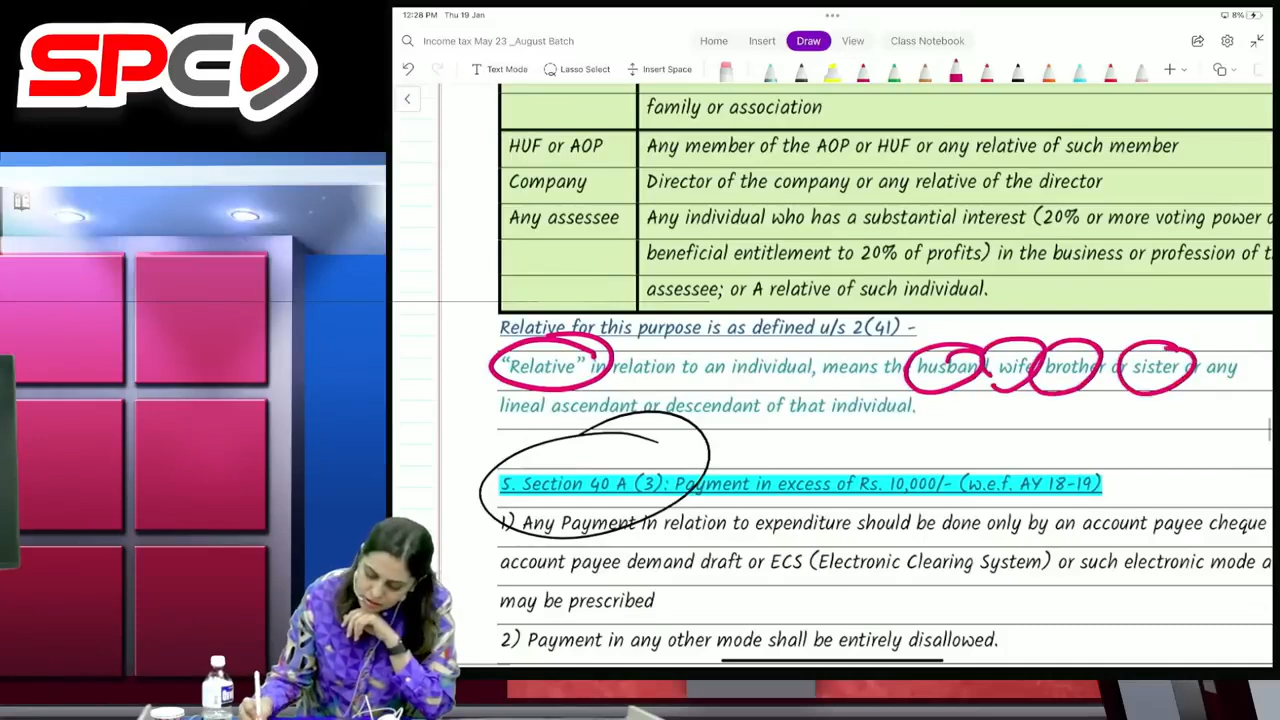 SPC
12:28 PM Thu 19 Jan
8%
Income tax May 23 _August Batch
Home Insert Draw View Class Notebook
Text Mode Lasso Select Insert Space
family or association
HUF or AOP Any member of the AOP or HUF or any relative of such member
Company Director of the company or any relative of the director
Any assessee Any individual who has a substantial interest (20% or more voting power
beneficial entitlement to 20% of profits) in the business or profession of
assessee; or A relative of such individual.
Relative for this purpose is as defined u/s 2(41) -
"Relative" in relation to an individual, means the husband, wife brother or sister or any
lineal ascendant or descendant of that individual.
5. Section 40 A (3): Payment in excess of Rs. 10,000/- (w.e.f. AY 18-19)
1) Any Payment in relation to expenditure should be done only by an account payee cheque
account payee demand draft or ECS (Electronic Clearing System) or such electronic mode
may be prescribed
2) Payment in any other mode shall be entirely disallowed.